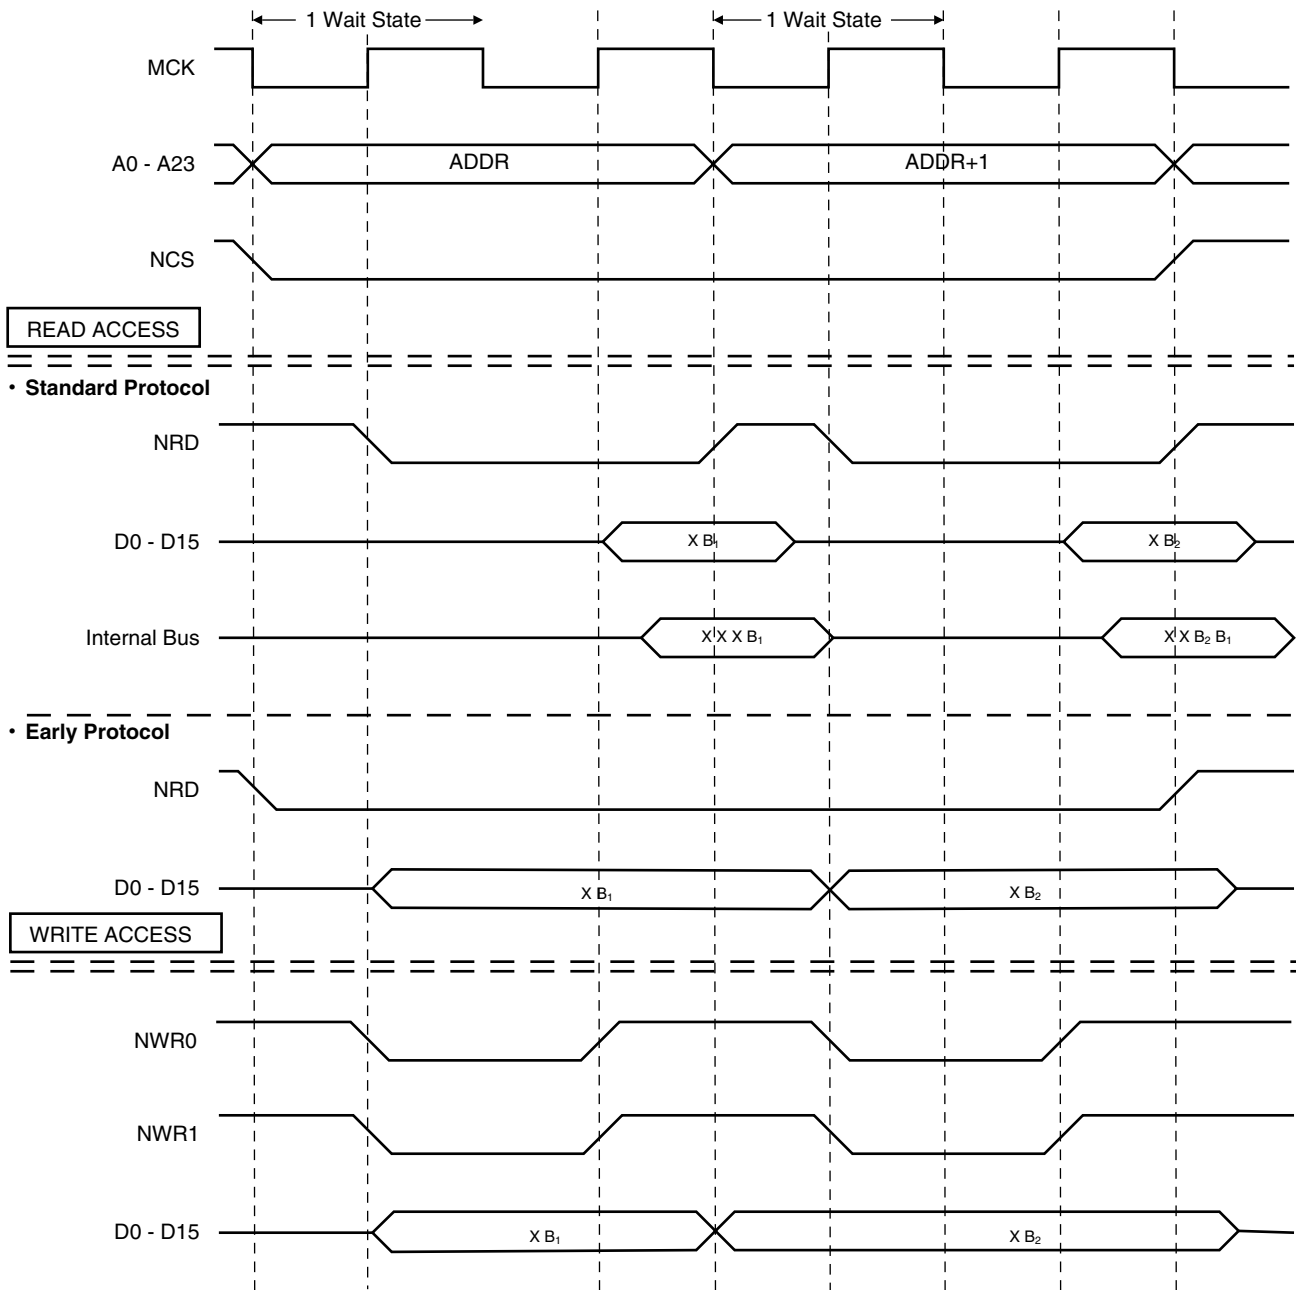 1 Wait State 1 Wait State
MCK
A0 - A23 ADDR ADDR+1
NCS
READ ACCESS
• Standard Protocol
NRD
D0 - D15 X B₁ X B₂
Internal Bus X X X B₁ X X B₂ B₁
• Early Protocol
NRD
D0 - D15 X B₁ X B₂
WRITE ACCESS
NWR0
NWR1
D0 - D15 X B₁ X B₂